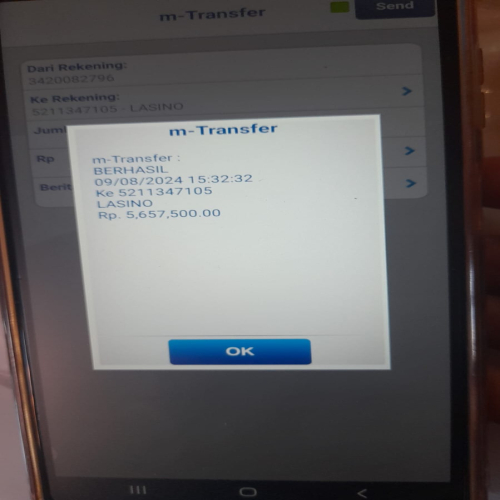 m-Transfer
Send
Dari Rekening:
3420082796
Ke Rekening:
5211347105 - LASINO
Juml
Rp
Berit
m-Transfer
m-Transfer :
BERHASIL
09/08/2024 15:32:32
Ke 5211347105
LASINO
Rp. 5,657,500.00
OK